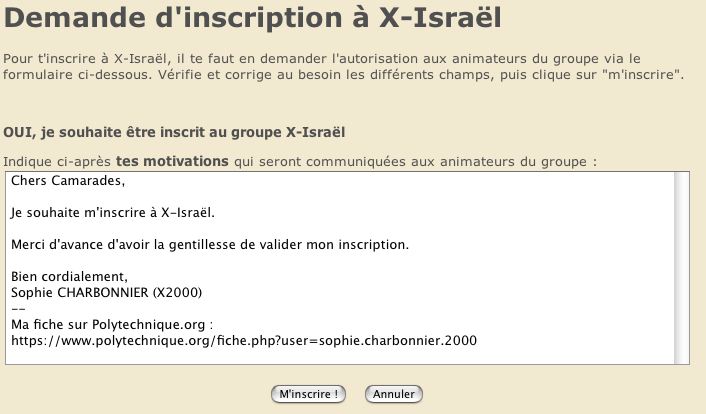 Demande d'inscription à X-Israël
Pour t'inscrire à X-Israël, il te faut en demander l'autorisation aux animateurs du groupe via le
formulaire ci-dessous. Vérifie et corrige au besoin les différents champs, puis clique sur "m'inscrire".
OUI, je souhaite être inscrit au groupe X-Israël
Indique ci-après tes motivations qui seront communiquées aux animateurs du groupe :
Chers Camarades,
Je souhaite m'inscrire à X-Israël.
Merci d'avance d'avoir la gentillesse de valider mon inscription.
Bien cordialement,
Sophie CHARBONNIER (X2000)
--
Ma fiche sur Polytechnique.org :
https://www.polytechnique.org/fiche.php?user=sophie.charbonnier.2000
M'inscrire ! Annuler